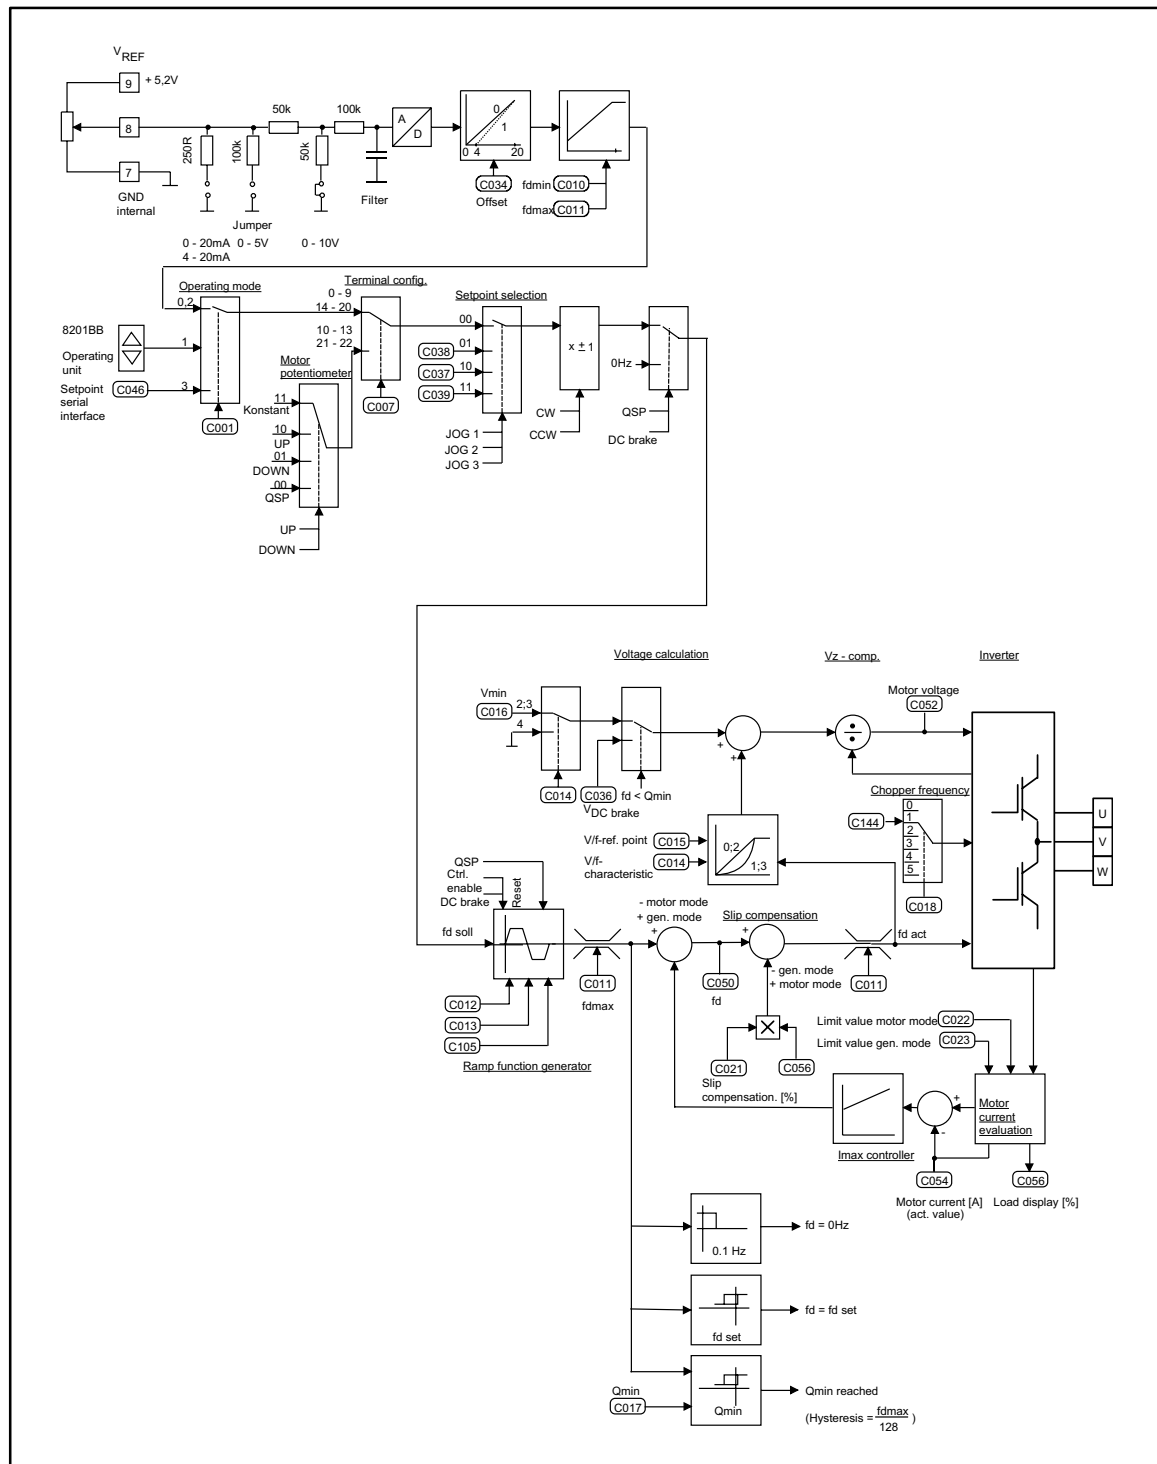 VREF
9
+ 5,2V
8
7
GND
internal
250R
100k
50k
50k
100k
Jumper
0 - 20mA
4 - 20mA
0 - 5V
0 - 10V
Filter
A
D
0
1
0 4 20
C034
Offset
fdmin
C010
fdmax
C011
Operating mode
0,2
1
3
8201BB
Operating
unit
Setpoint
serial
interface
C046
C001
Terminal config.
0 - 9
14 - 20
10 - 13
21 - 22
C007
Motor
potentiometer
11
Konstant
10
UP
01
DOWN
00
QSP
UP
DOWN
Setpoint selection
00
01
10
11
C038
C037
C039
JOG 1
JOG 2
JOG 3
x ± 1
CW
CCW
0Hz
QSP
DC brake
Voltage calculation
Vz - comp.
Inverter
Vmin
C016
2;3
4
C014
C036
VDC brake
fd < Qmin
+
+
÷
Motor voltage
C052
Chopper frequency
0
1
2
3
4
5
C144
C018
U
V
W
V/f-ref. point
C015
V/f-
characteristic
C014
0;2
1;3
QSP
Ctrl.
enable
DC brake
Reset
fd soll
C012
C013
C105
Ramp function generator
C011
fdmax
- motor mode
+ gen. mode
+
C050
fd
Slip compensation
+
- gen. mode
+ motor mode
C021
C056
Slip
compensation. [%]
fd act
C011
Limit value motor mode
C022
Limit value gen. mode
C023
Motor
current
evaluation
+
-
Imax controller
C054
Motor current [A]
(act. value)
C056
Load display [%]
0.1 Hz
fd = 0Hz
fd set
fd = fd set
Qmin
C017
Qmin
Qmin reached
(Hysteresis = fdmax
128 )